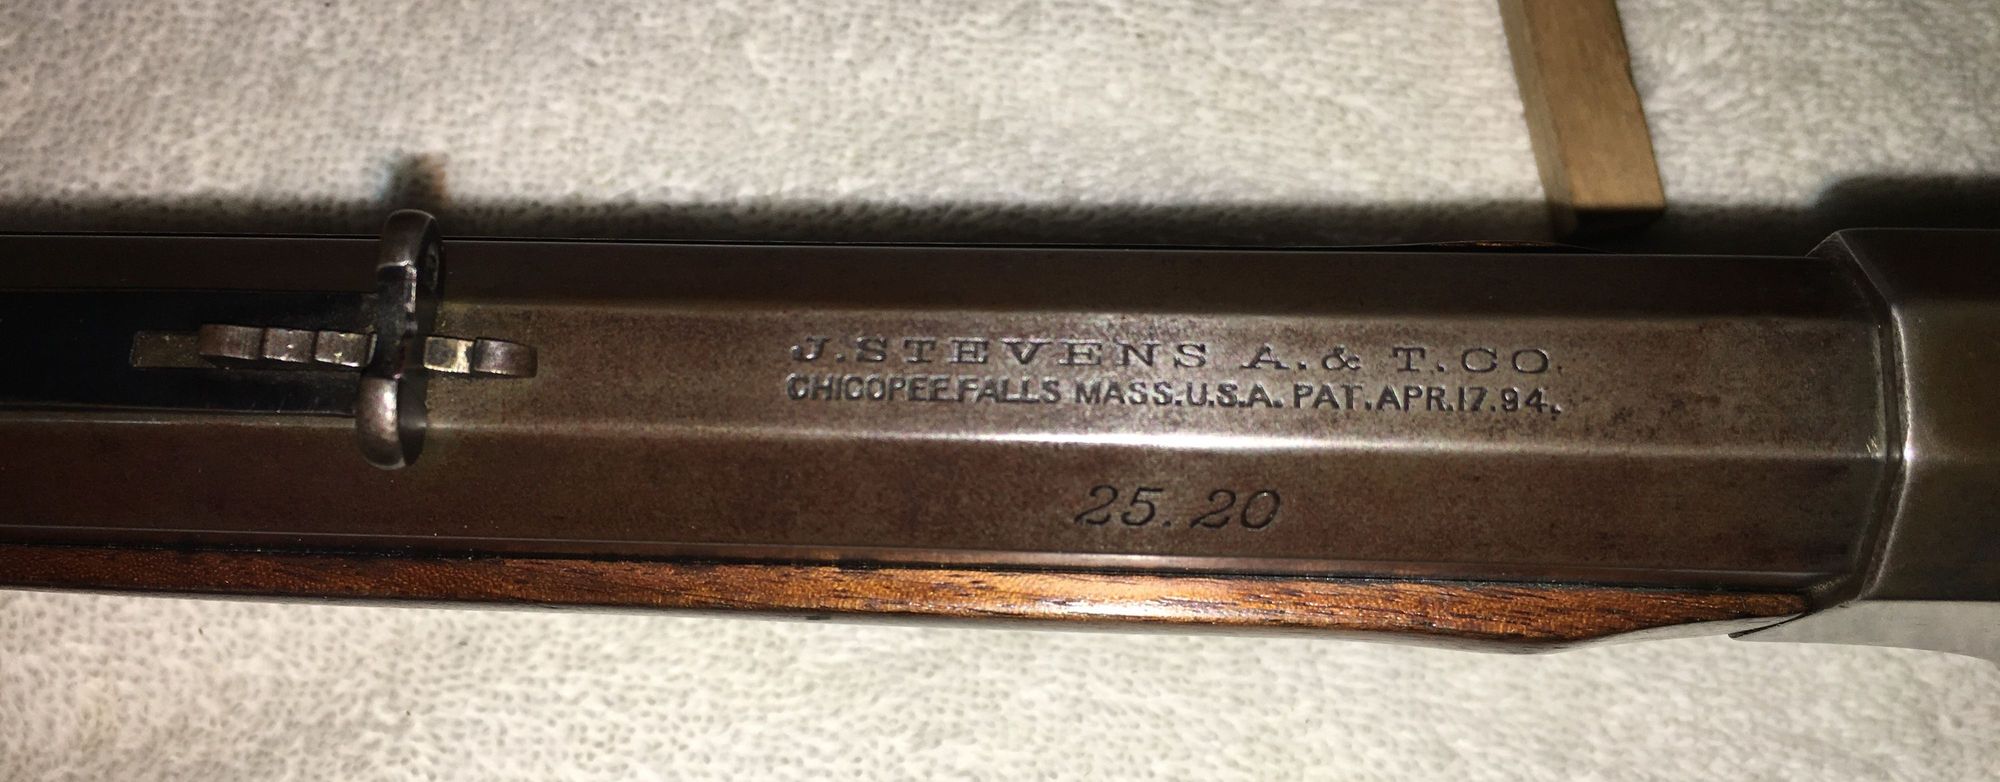 J. STEVENS A. & T. CO.
CHICOPEE.FALLS MASS.U.S.A. PAT.APR.17.94.
25.20